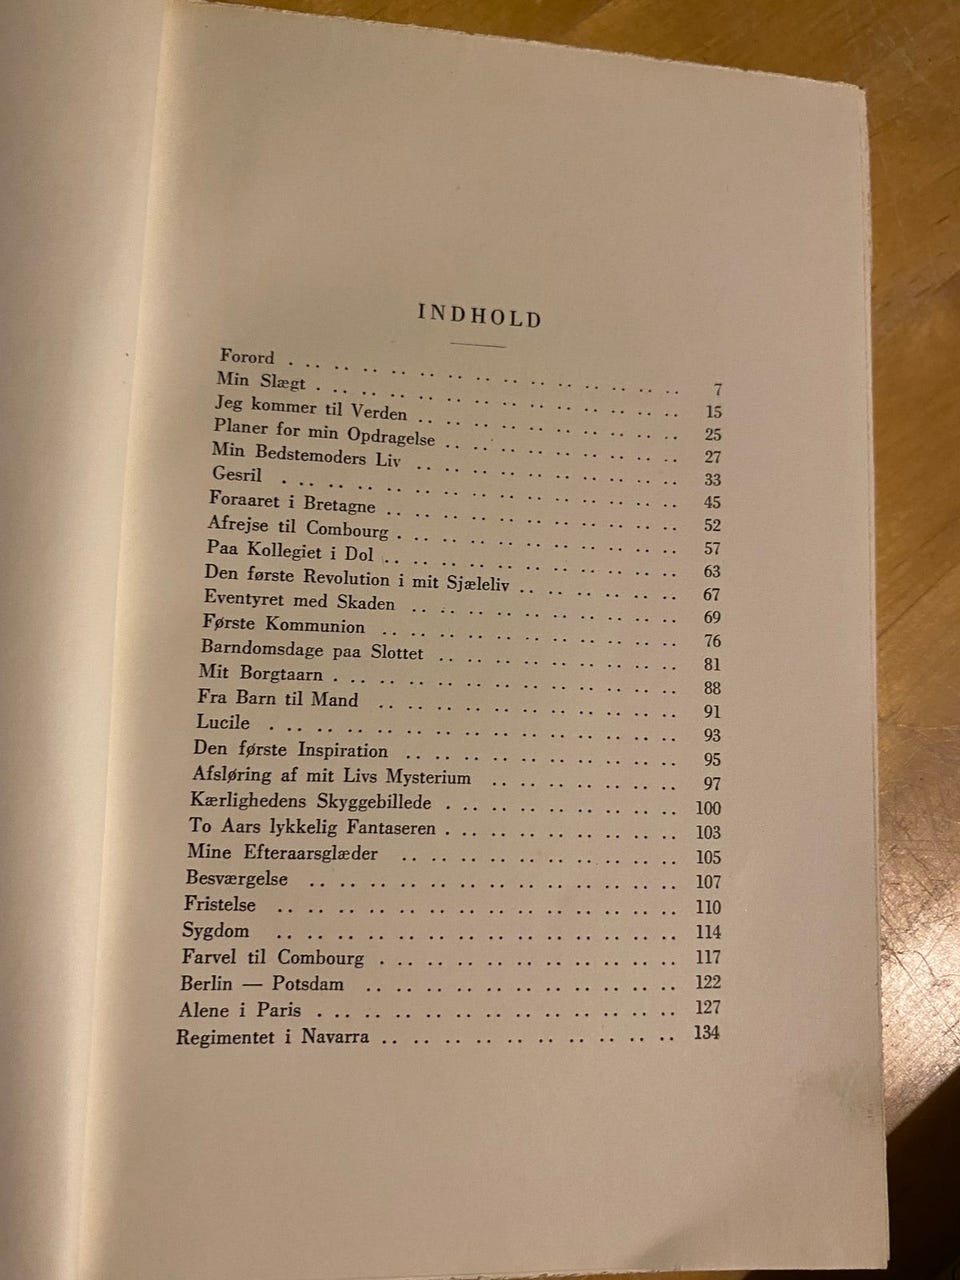 INDHOLD
Forord . .. .. .. .. .. .. .. .. .. .. .. .. 7
Min Slægt . .. .. .. .. .. .. .. .. .. .. .. 15
Jeg kommer til Verden .. .. .. .. .. .. .. .. .. 25
Planer for min Opdragelse .. .. .. .. .. .. .. .. 27
Min Bedstemoders Liv .. .. .. .. .. .. .. .. .. 33
Gesril . .. .. .. .. .. .. .. .. .. .. .. .. 45
Foraaret i Bretagne .. .. .. .. .. .. .. .. .. .. 52
Afrejse til Combourg . .. .. .. .. .. .. .. .. .. 57
Paa Kollegiet i Dol .. .. .. .. .. .. .. .. .. .. 63
Den første Revolution i mit Sjæleliv .. .. .. .. .. .. 67
Eventyret med Skaden .. .. .. .. .. .. .. .. .. 69
Første Kommunion .. .. .. .. .. .. .. .. .. .. 76
Barndomsdage paa Slottet .. .. .. .. .. .. .. .. 81
Mit Borgtaarn . .. .. .. .. .. .. .. .. .. .. .. 88
Fra Barn til Mand .. .. .. .. .. .. .. .. .. .. 91
Lucile . .. .. .. .. .. .. .. .. .. .. .. .. .. 93
Den første Inspiration .. .. .. .. .. .. .. .. .. 95
Afsløring af mit Livs Mysterium .. .. .. .. .. .. 97
Kærlighedens Skyggebillede . .. .. .. .. .. .. .. 100
To Aars lykkelig Fantaseren . .. .. .. .. .. .. .. 103
Mine Efteraarsglæder .. .. .. .. .. .. .. .. .. 105
Besværgelse .. .. .. .. .. .. .. .. .. .. .. .. 107
Fristelse .. .. .. .. .. .. .. .. .. .. .. .. .. 110
Sygdom .. .. .. .. .. .. .. .. .. .. .. .. .. 114
Farvel til Combourg . .. .. .. .. .. .. .. .. .. 117
Berlin — Potsdam .. .. .. .. .. .. .. .. .. .. 122
Alene i Paris . .. .. .. .. .. .. .. .. .. .. .. 127
Regimentet i Navarra .. .. .. .. .. .. .. .. .. .. 134